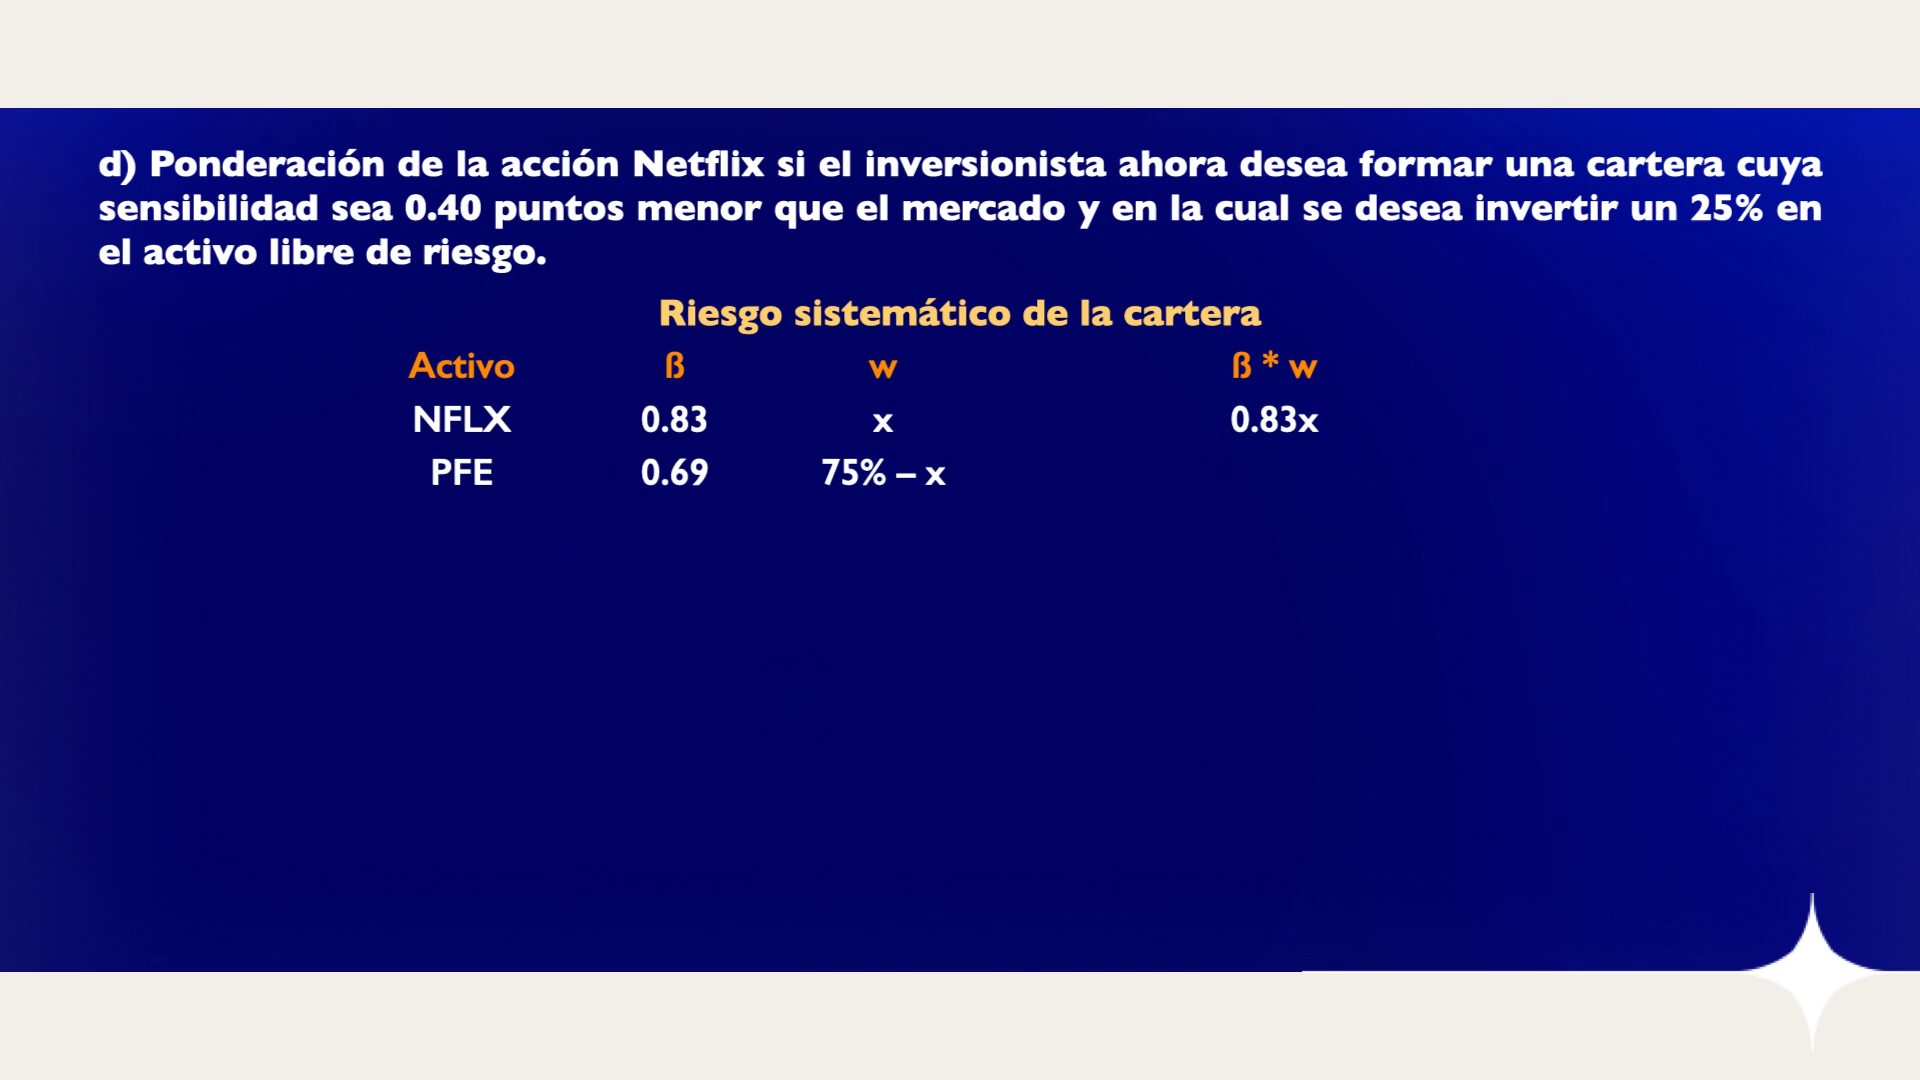 d) Ponderación de la acción Netflix si el inversionista ahora desea formar una cartera cuya
sensibilidad sea 0.40 puntos menor que el mercado y en la cual se desea invertir un 25% en
el activo libre de riesgo.
Riesgo sistemático de la cartera
Activo ß w ß * w
NFLX 0.83 x 0.83x
PFE 0.69 75% – x